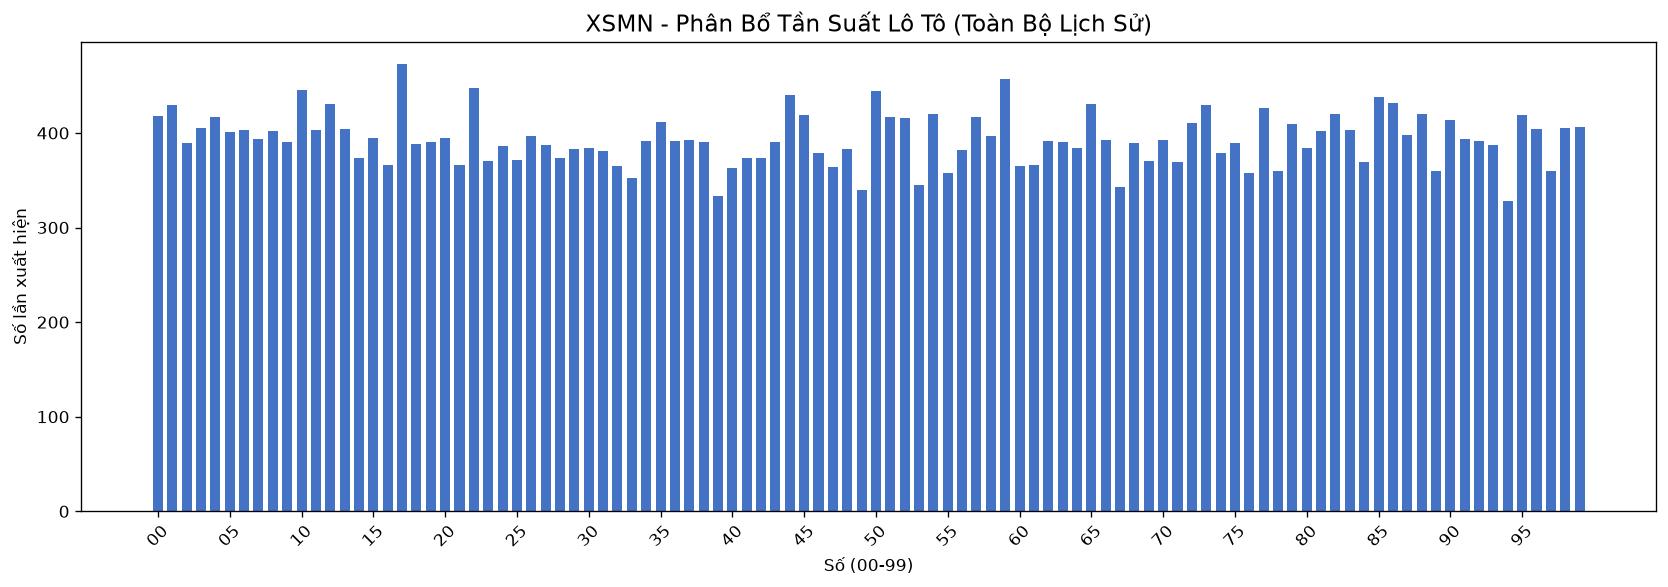 XSMN - Phân Bổ Tần Suất Lô Tô (Toàn Bộ Lịch Sử)
Số lần xuất hiện
400
300
200
100
0
00 05 10 15 20 25 30 35 40 45 50 55 60 65 70 75 80 85 90 95
Số (00-99)